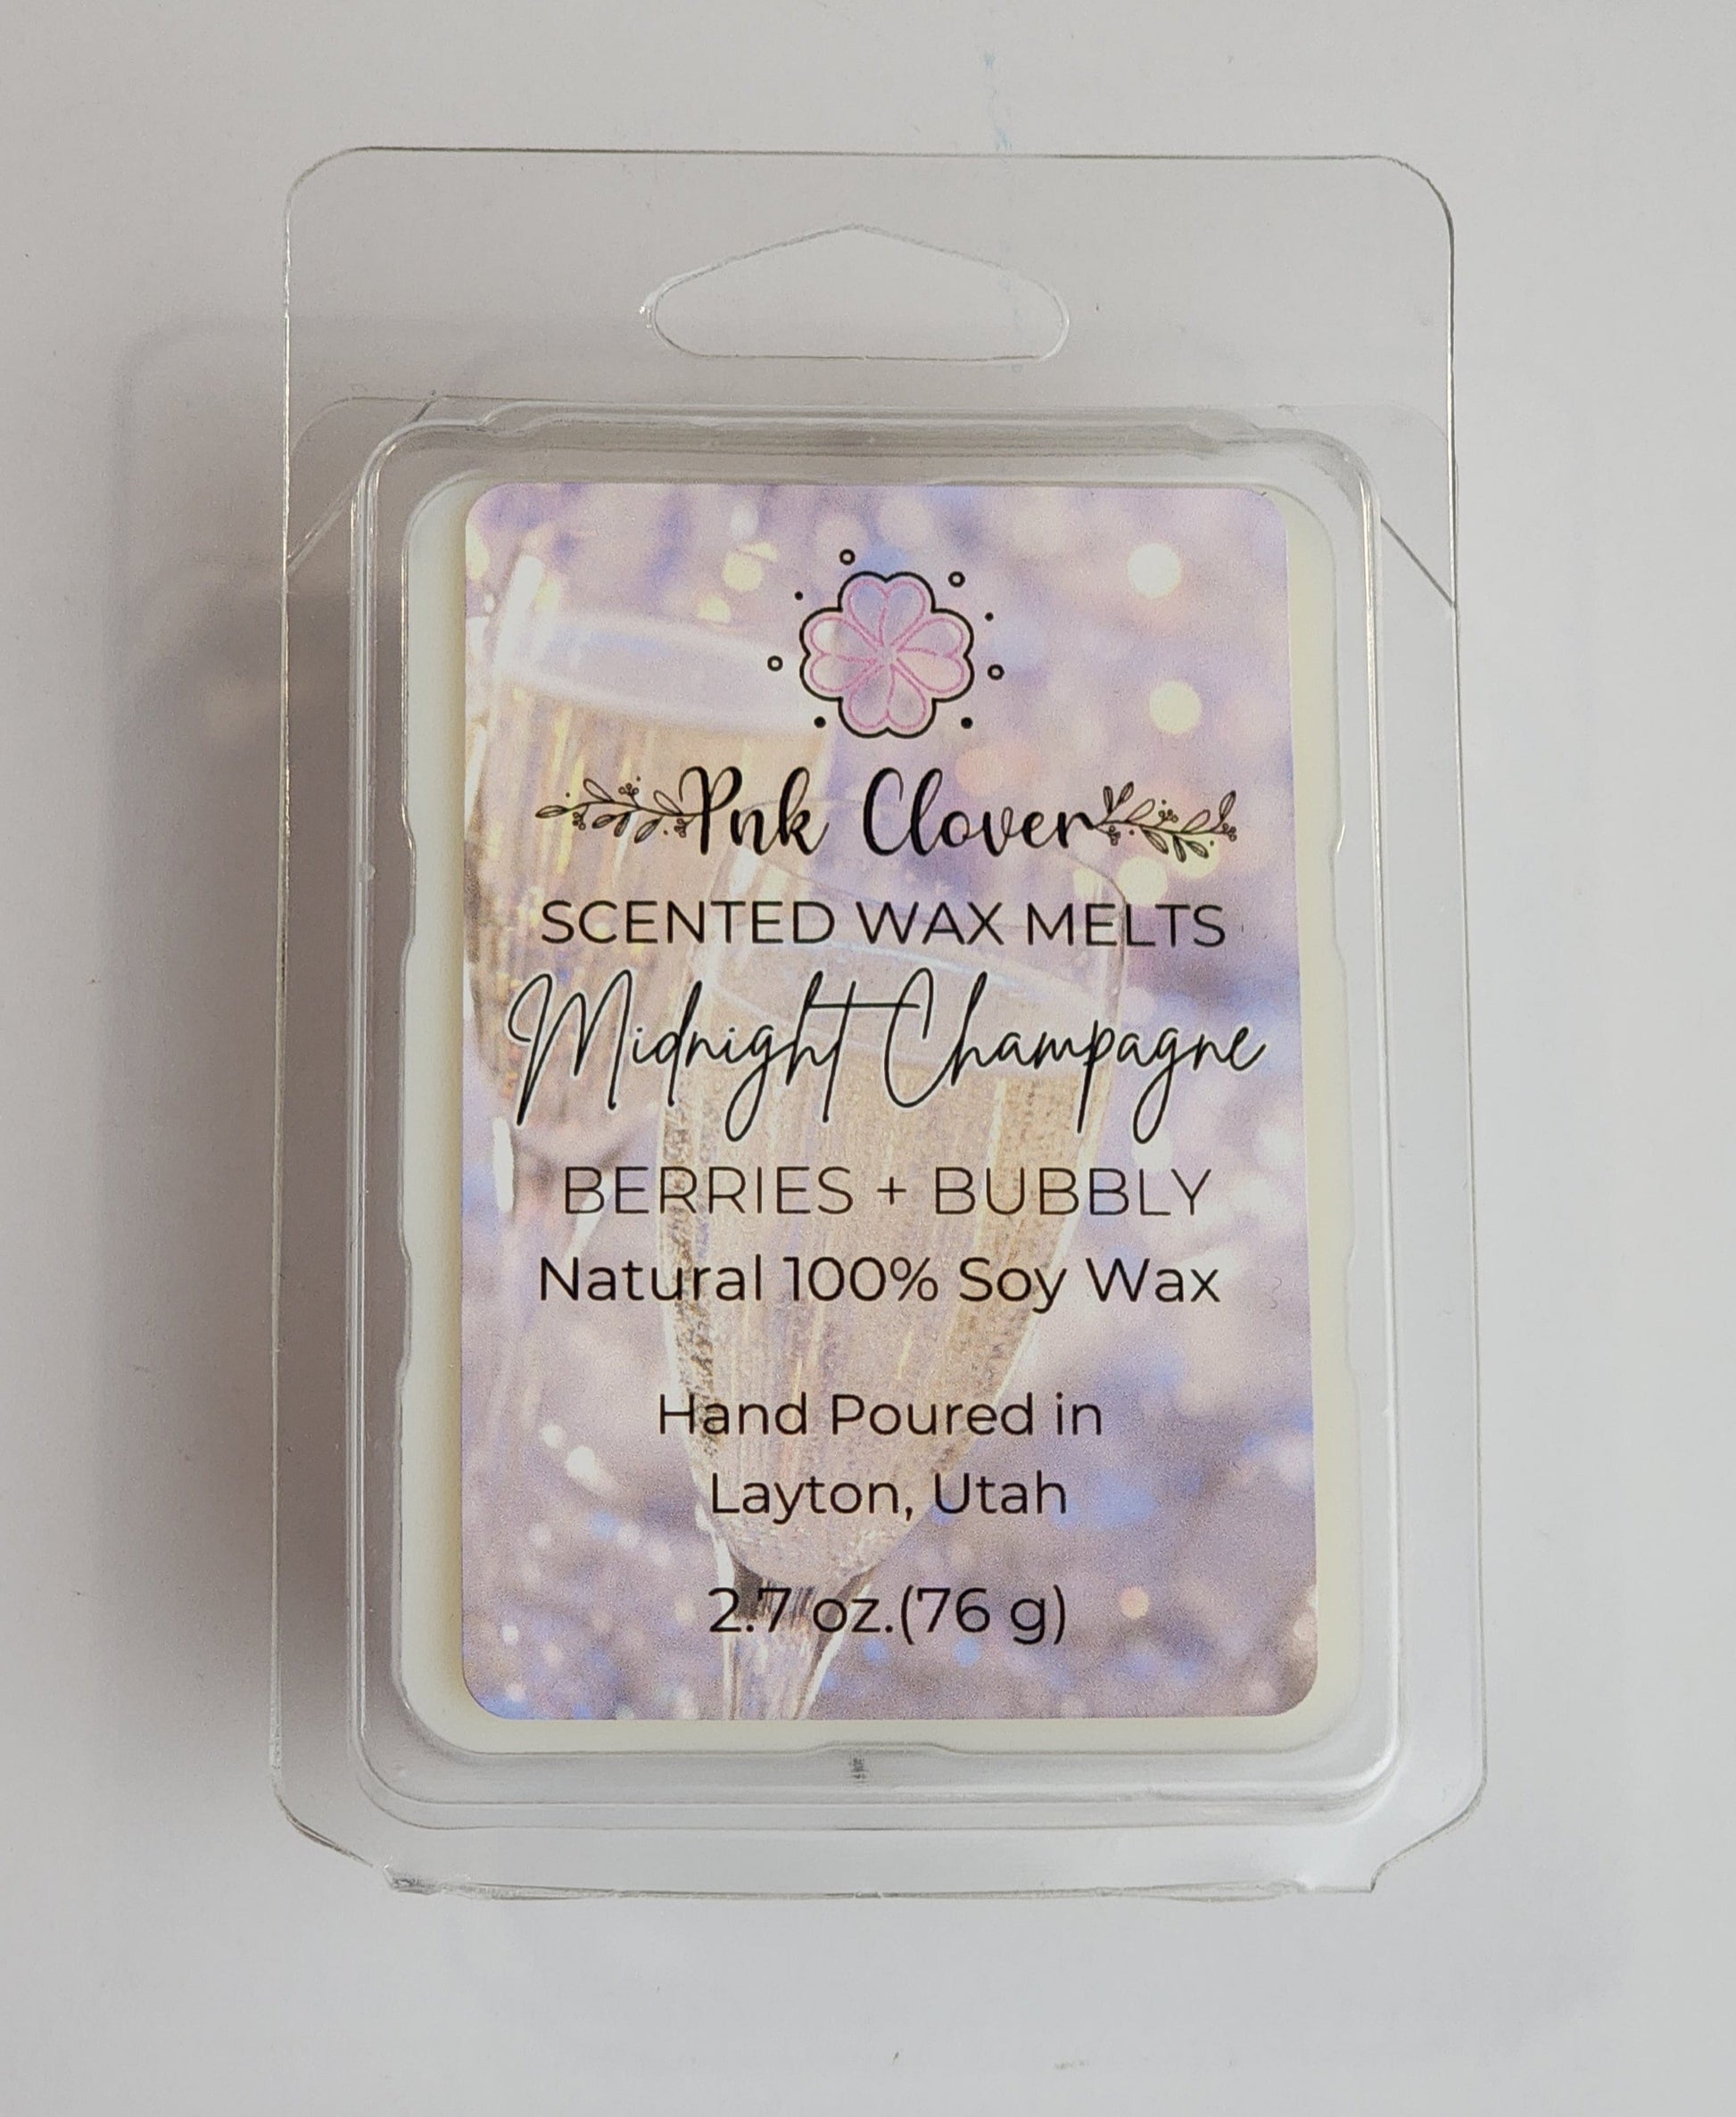 Pnk Clover
SCENTED WAX MELTS
Midnight Champagne
BERRIES + BUBBLY
Natural 100% Soy Wax
Hand Poured in
Layton, Utah
2.7 oz.(76 g)